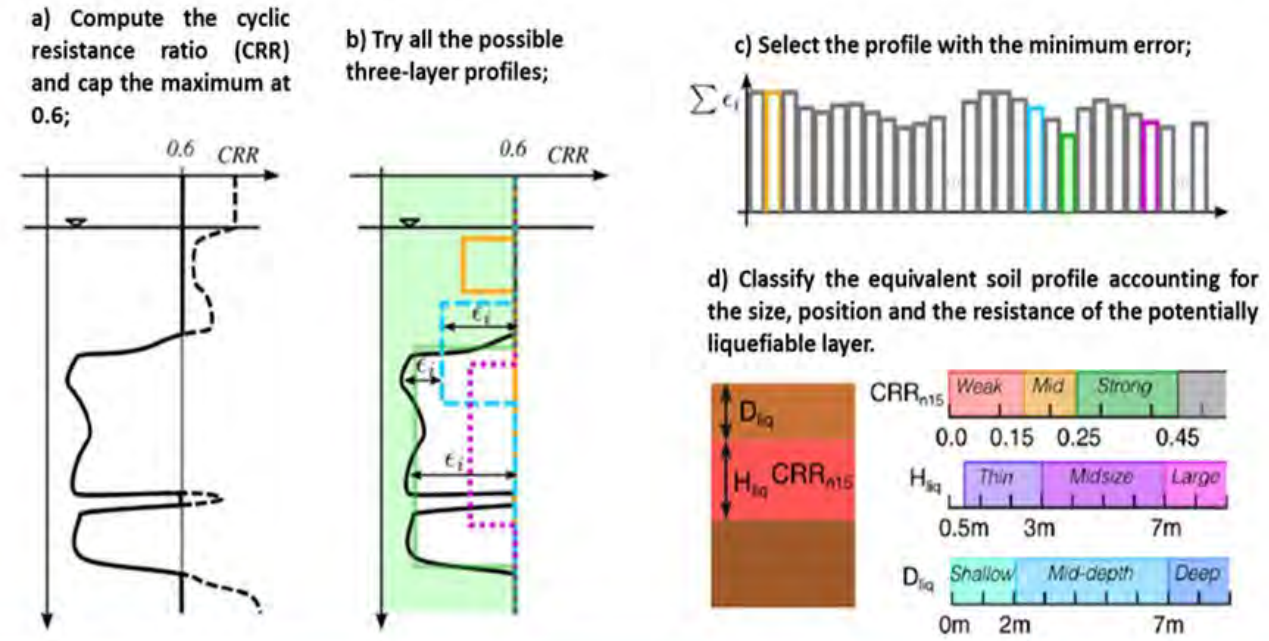 a) Compute the cyclic
resistance ratio (CRR)
and cap the maximum at
0.6;
0.6 CRR
b) Try all the possible
three-layer profiles;
0.6 CRR
ϵi
ϵi
ϵi
c) Select the profile with the minimum error;
∑ ϵi
d) Classify the equivalent soil profile accounting for
the size, position and the resistance of the potentially
liquefiable layer.
Dliq
Hliq CRRn15
CRRn15 Weak Mid Strong
0.0 0.15 0.25 0.45
Hliq Thin Midsize Large
0.5m 3m 7m
Dliq Shallow Mid-depth Deep
0m 2m 7m